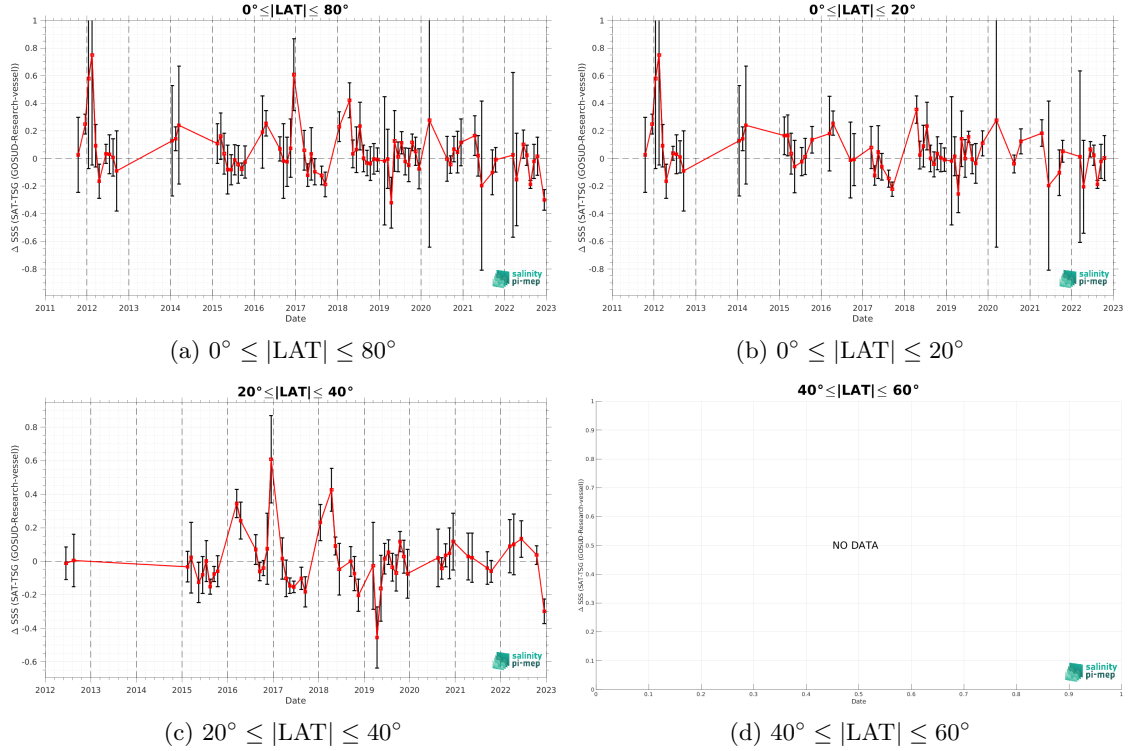 0°≤|LAT|≤ 80°
Δ SSS (SAT-TSG (GOSUD-Research-vessel))
1
0.8
0.6
0.4
0.2
0
-0.2
-0.4
-0.6
-0.8
2011 2012 2013 2014 2015 2016 2017 2018 2019 2020 2021 2022 2023
Date
salinity
pi-mep
(a) 0° ≤ |LAT| ≤ 80°
0°≤|LAT|≤ 20°
Δ SSS (SAT-TSG (GOSUD-Research-vessel))
1
0.8
0.6
0.4
0.2
0
-0.2
-0.4
-0.6
-0.8
2011 2012 2013 2014 2015 2016 2017 2018 2019 2020 2021 2022 2023
Date
salinity
pi-mep
(b) 0° ≤ |LAT| ≤ 20°
20°≤|LAT|≤ 40°
Δ SSS (SAT-TSG (GOSUD-Research-vessel))
0.8
0.6
0.4
0.2
0
-0.2
-0.4
-0.6
2012 2013 2014 2015 2016 2017 2018 2019 2020 2021 2022 2023
Date
salinity
pi-mep
(c) 20° ≤ |LAT| ≤ 40°
40°≤|LAT|≤ 60°
Δ SSS (SAT-TSG (GOSUD-Research-vessel))
1
0.9
0.8
0.7
0.6
0.5
0.4
0.3
0.2
0.1
0
NO DATA
0 0.1 0.2 0.3 0.4 0.5 0.6 0.7 0.8 0.9 1
Date
salinity
pi-mep
(d) 40° ≤ |LAT| ≤ 60°